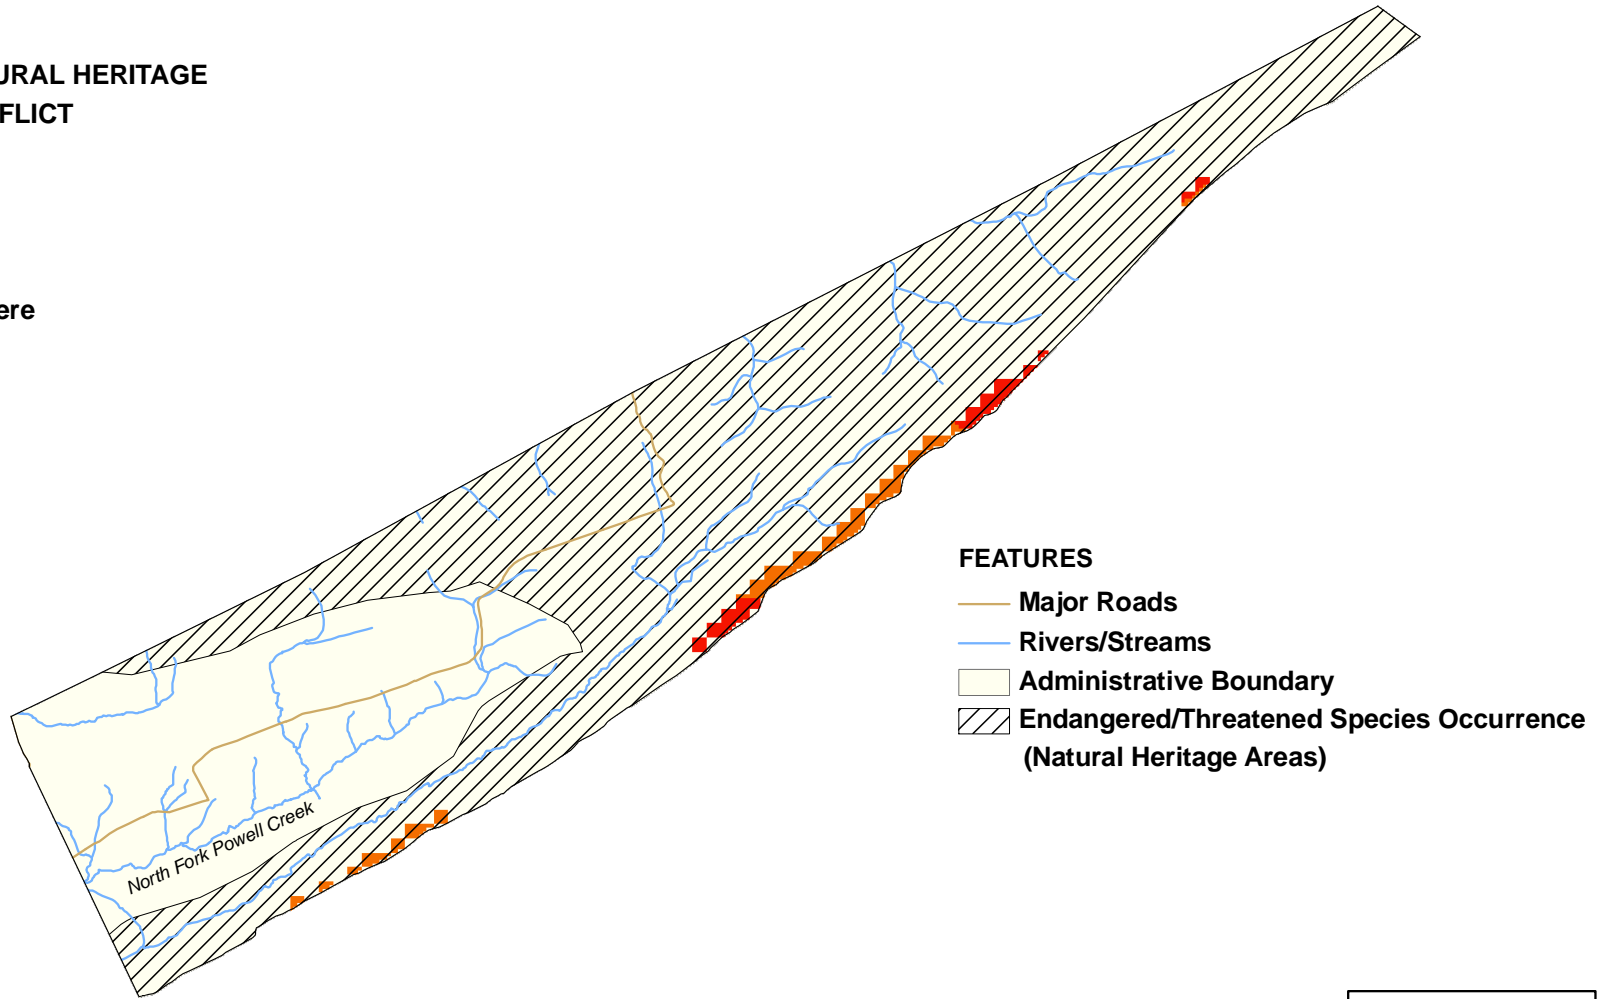 URAL HERITAGE
FLICT
ere
FEATURES
Major Roads
Rivers/Streams
Administrative Boundary
Endangered/Threatened Species Occurrence
(Natural Heritage Areas)
North Fork Powell Creek